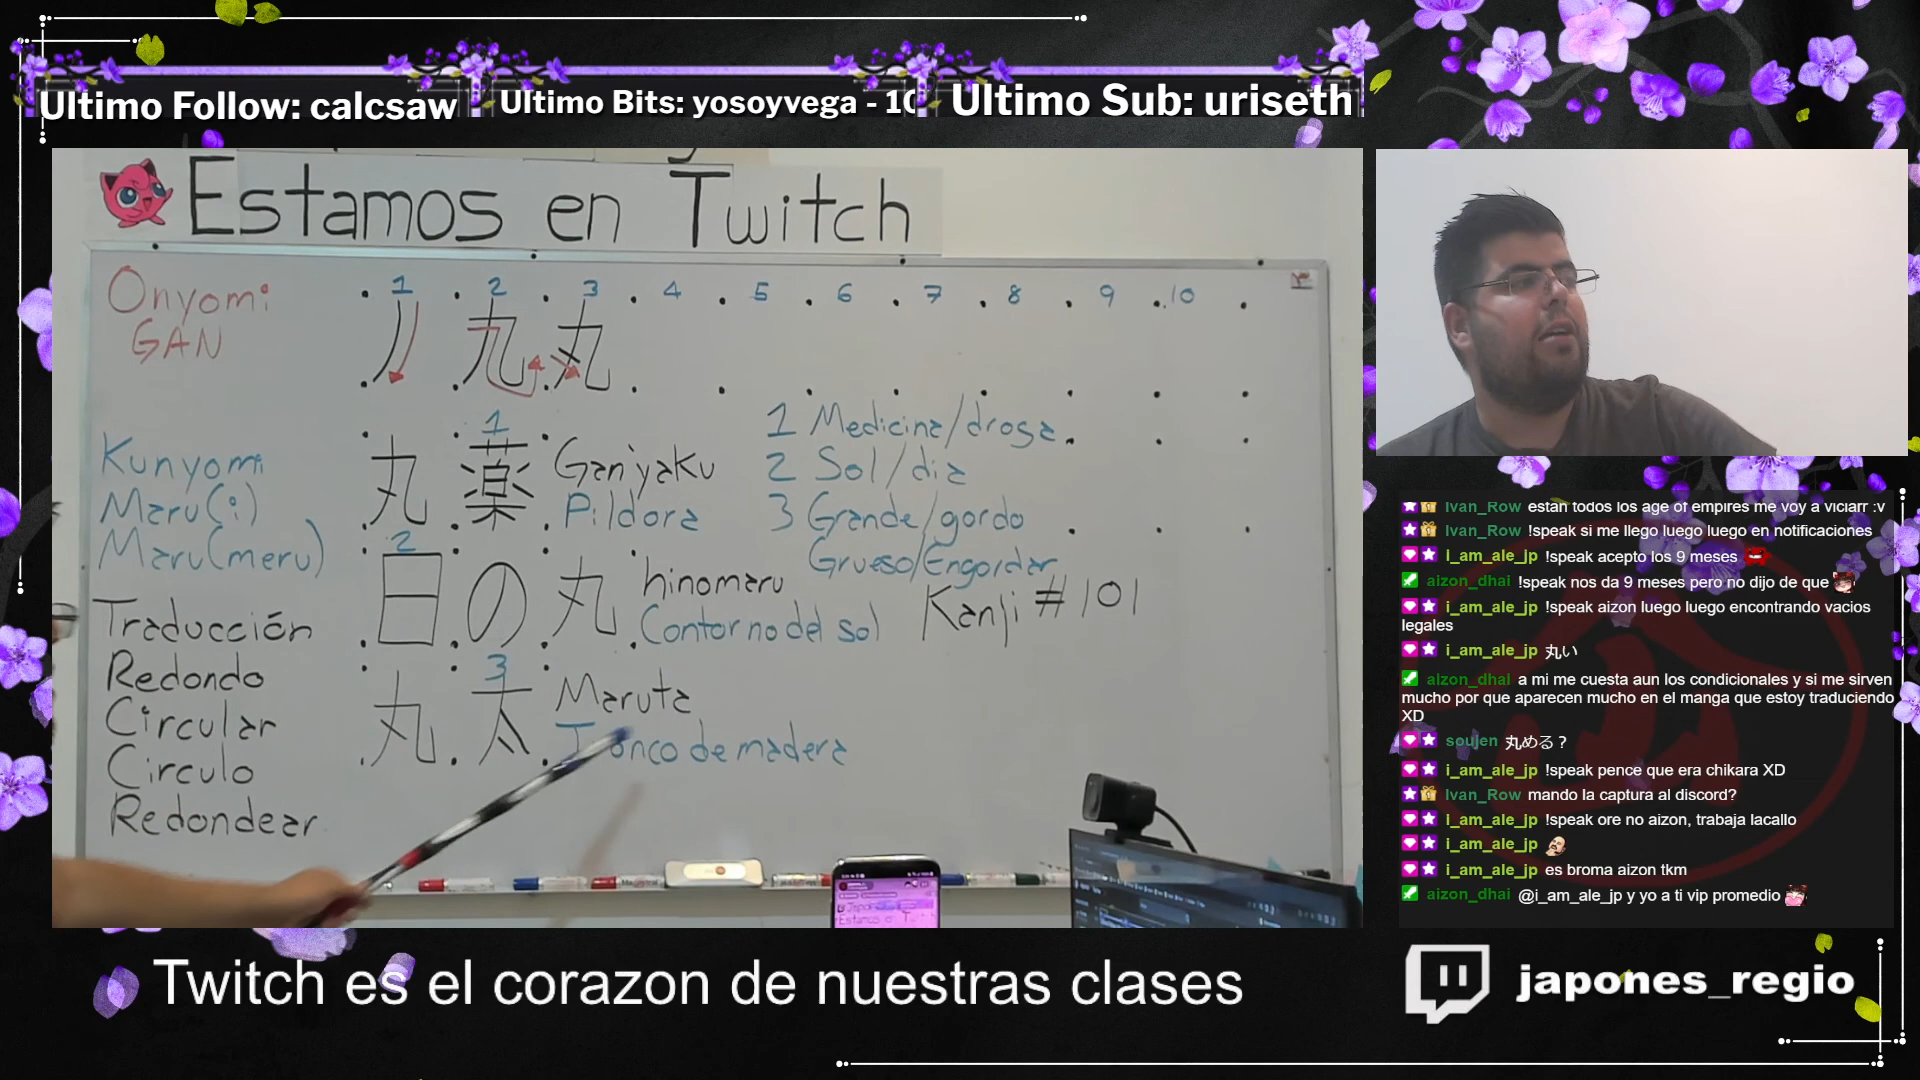 Ultimo Follow: calcsaw
Ultimo Bits: yosoyvega - 10
Ultimo Sub: uriseth
Estamos en Twitch
Onyomi
GAN
1 2 3 4 5 6 7 8 9 10
丿 九 丸
Kunyomi
Maru(i)
Maru(meru)
Traducción
Redondo
Circular
Circulo
Redondear
1
丸薬 Gan'yaku
Pildora
2
日の丸 hinomaru
Contorno del sol
3
丸太 Maruta
Tronco de madera
1 Medicina/droga
2 Sol/dia
3 Grande/gordo
Grueso/Engordar
Kanji #101
Ivan_Row estan todos los age of empires me voy a viciarr :v
Ivan_Row !speak si me llego luego luego en notificaciones
i_am_ale_jp !speak acepto los 9 meses
aizon_dhai !speak nos da 9 meses pero no dijo de que
i_am_ale_jp !speak aizon luego luego encontrando vacios
legales
i_am_ale_jp 丸い
aizon_dhai a mi me cuesta aun los condicionales y si me sirven
mucho por que aparecen mucho en el manga que estoy traduciendo
XD
soujen 丸める？
i_am_ale_jp !speak pence que era chikara XD
Ivan_Row mando la captura al discord?
i_am_ale_jp !speak ore no aizon, trabaja lacallo
i_am_ale_jp
i_am_ale_jp es broma aizon tkm
aizon_dhai @i_am_ale_jp y yo a ti vip promedio
Twitch es el corazon de nuestras clases
japones_regio